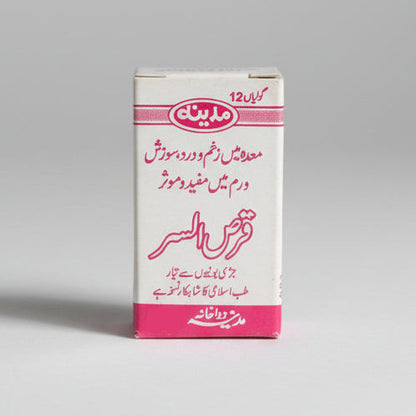 12 گولیاں
مدینہ
معدہ میں زخم و درد، سوزش
ورم میں مفید و موثر
قرص السر
جڑی بوٹیوں سے تیار
طب اسلامی کا شاہکار نسخہ ہے
مدینہ دواخانہ